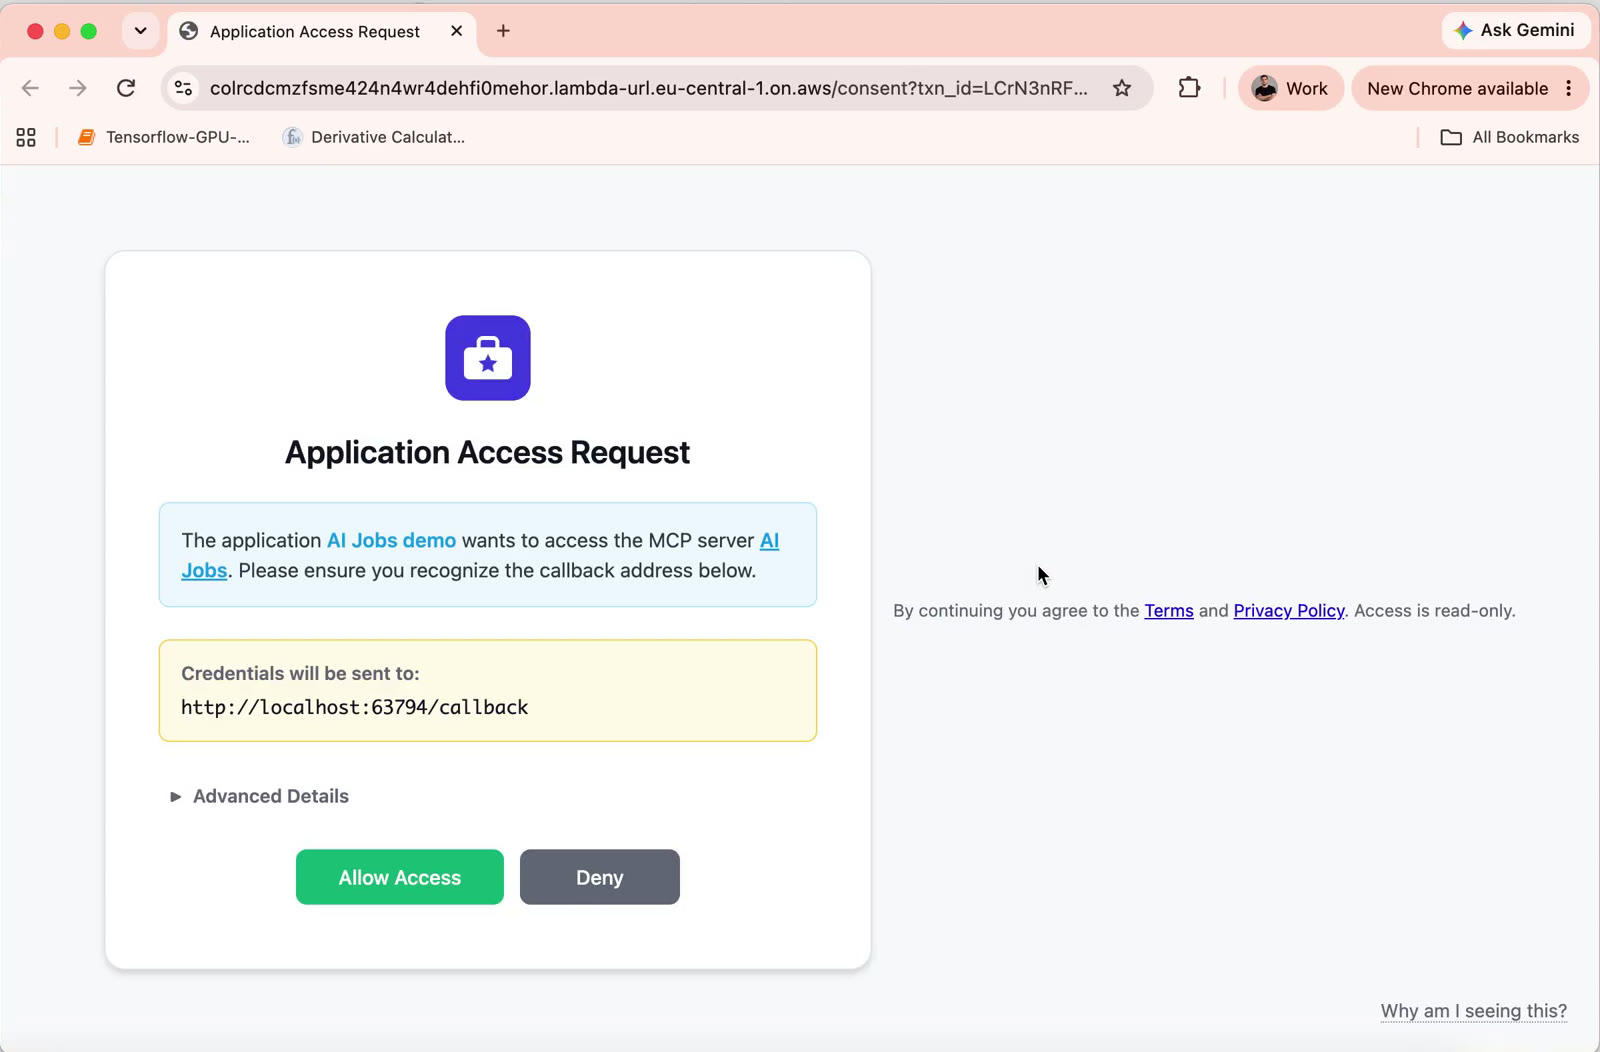 Application Access Request
Ask Gemini
colrcdcmzfsme424n4wr4dehfi0mehor.lambda-url.eu-central-1.on.aws/consent?txn_id=LCrN3nRF...
Work
New Chrome available
Tensorflow-GPU-...
Derivative Calculat...
All Bookmarks
Application Access Request
The application AI Jobs demo wants to access the MCP server AI
Jobs. Please ensure you recognize the callback address below.
Credentials will be sent to:
http://localhost:63794/callback
Advanced Details
Allow Access
Deny
By continuing you agree to the Terms and Privacy Policy. Access is read-only.
Why am I seeing this?